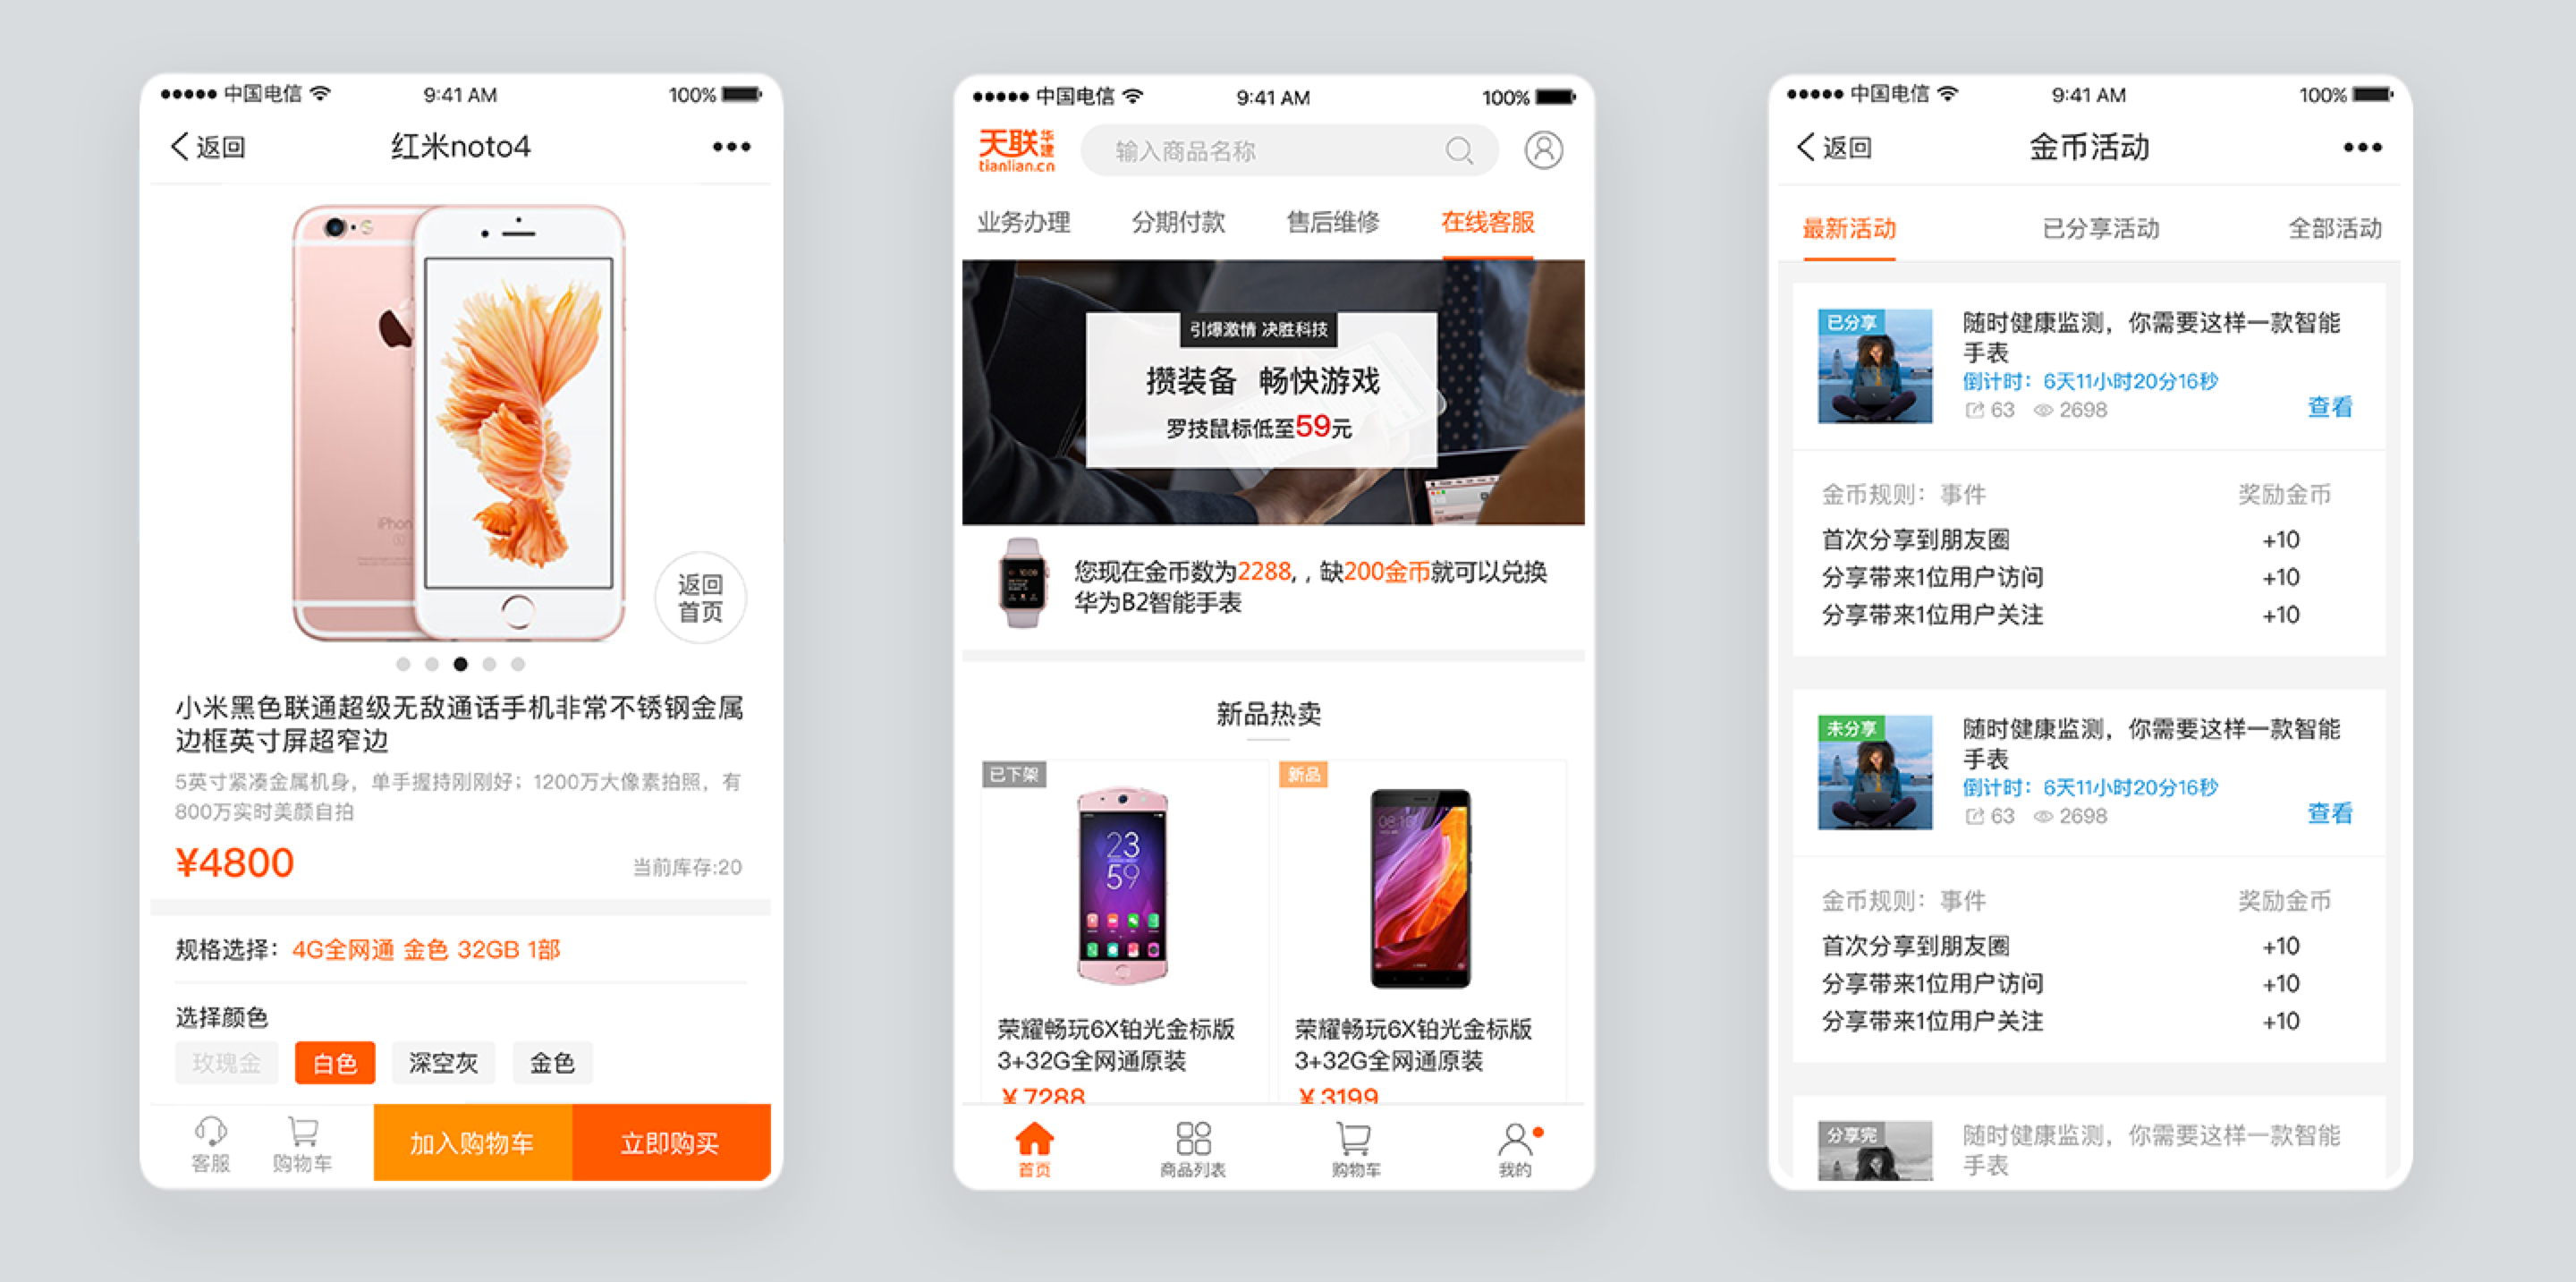 中国电信 9:41 AM 100%
返回 红米noto4
iPhon
S
返回
首页
小米黑色联通超级无敌通话手机非常不锈钢金属
边框英寸屏超窄边
5英寸紧凑金属机身，单手握持刚刚好；1200万大像素拍照，有
800万实时美颜自拍
¥4800 当前库存:20
规格选择： 4G全网通 金色 32GB 1部
选择颜色
玫瑰金 白色 深空灰 金色
客服 购物车 加入购物车 立即购买
中国电信 9:41 AM 100%
天联华建
tianlian.cn
输入商品名称
业务办理 分期付款 售后维修 在线客服
引爆激情 决胜科技
攒装备 畅快游戏
罗技鼠标低至59元
10:09
您现在金币数为2288,，缺200金币就可以兑换
华为B2智能手表
新品热卖
已下架 新品
23
59
08:10
荣耀畅玩6X铂光金标版
3+32G全网通原装
¥ 7288
荣耀畅玩6X铂光金标版
3+32G全网通原装
¥ 3199
首页 商品列表 购物车 我的
中国电信 9:41 AM 100%
返回 金币活动
最新活动 已分享活动 全部活动
已分享
随时健康监测，你需要这样一款智能
手表
倒计时：6天11小时20分16秒
63 2698 查看
金币规则：事件 奖励金币
首次分享到朋友圈 +10
分享带来1位用户访问 +10
分享带来1位用户关注 +10
未分享
随时健康监测，你需要这样一款智能
手表
倒计时：6天11小时20分16秒
63 2698 查看
金币规则：事件 奖励金币
首次分享到朋友圈 +10
分享带来1位用户访问 +10
分享带来1位用户关注 +10
分享完
随时健康监测，你需要这样一款智能
手表